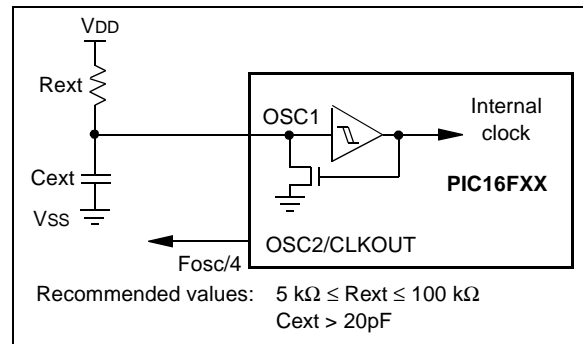 VDD
Rext
OSC1
Internal
clock
Cext
PIC16FXX
VSS
OSC2/CLKOUT
Fosc/4
Recommended values: 5 kΩ ≤ Rext ≤ 100 kΩ
Cext > 20pF